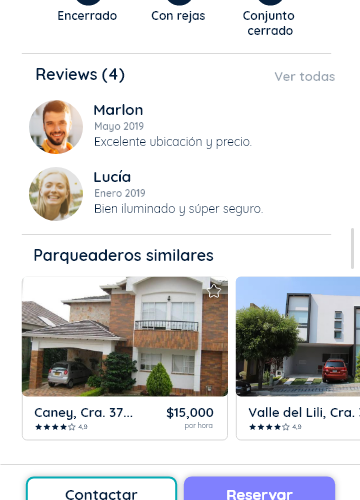 Encerrado
Con rejas
Conjunto
cerrado
Reviews (4)
Ver todas
Marlon
Mayo 2019
Excelente ubicación y precio.
Lucía
Enero 2019
Bien iluminado y súper seguro.
Parqueaderos similares
Caney, Cra. 37...
$15,000
4,9
por hora
Valle del Lili, Cra.
4,9
Contactar
Reservar